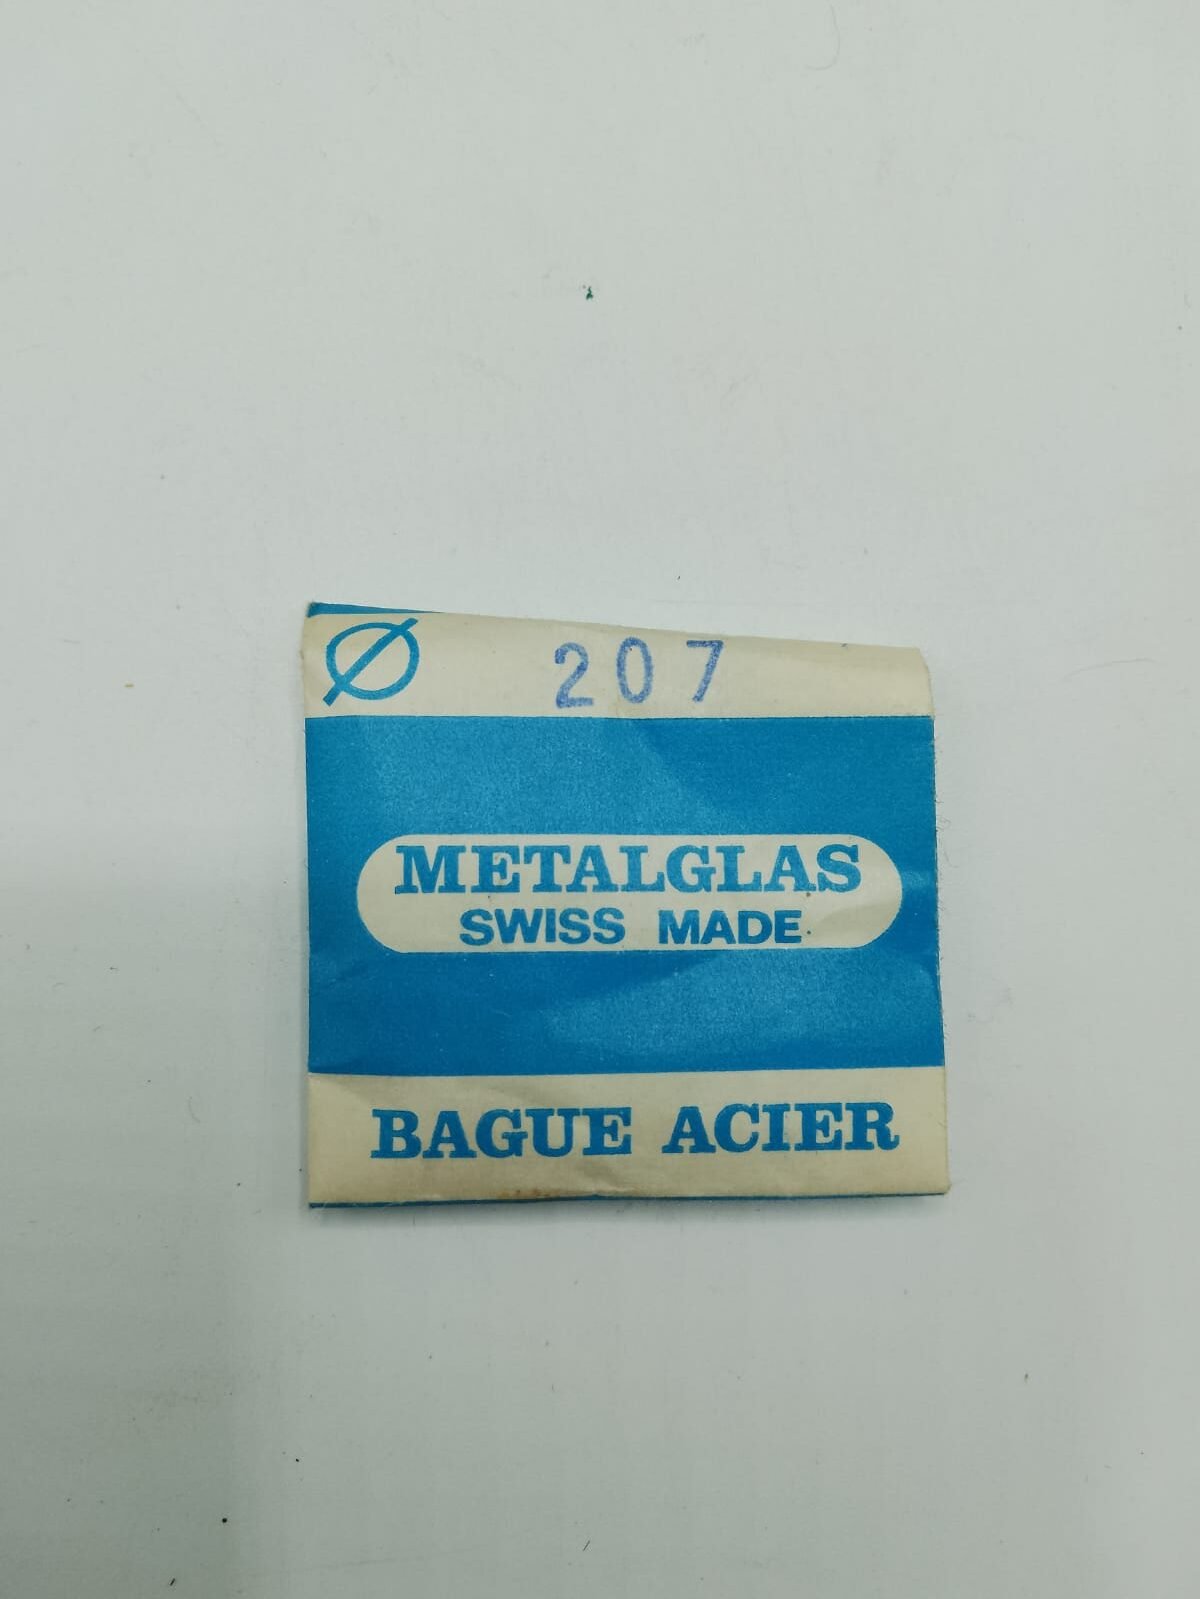 Ø 207
METALGLAS
SWISS MADE
BAGUE ACIER